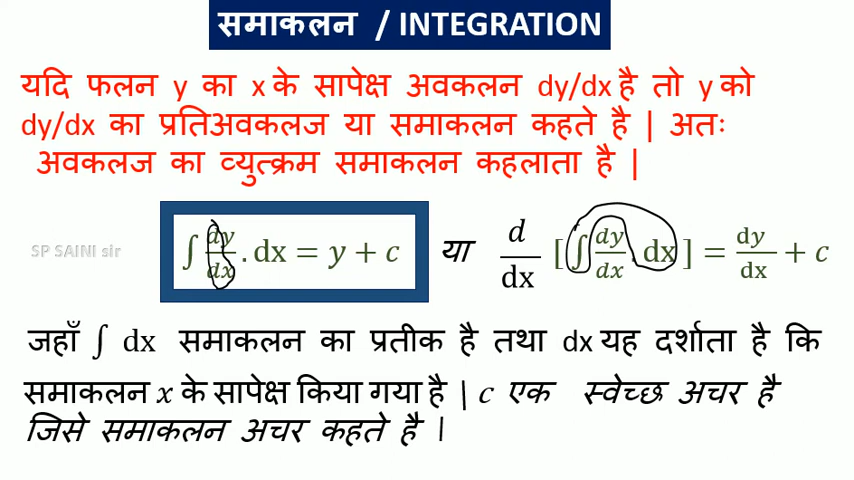 समाकलन / INTEGRATION
यदि फलन y का x के सापेक्ष अवकलन dy/dx है तो y को
dy/dx का प्रतिअवकलज या समाकलन कहते है | अतः
अवकलज का व्युत्क्रम समाकलन कहलाता है |
SP SAINI sir
∫ dy/dx . dx = y + c या d/dx [ ∫ dy/dx . dx ] = dy/dx + c
जहाँ ∫ dx समाकलन का प्रतीक है तथा dx यह दर्शाता है कि
समाकलन x के सापेक्ष किया गया है | c एक स्वेच्छ अचर है
जिसे समाकलन अचर कहते है |